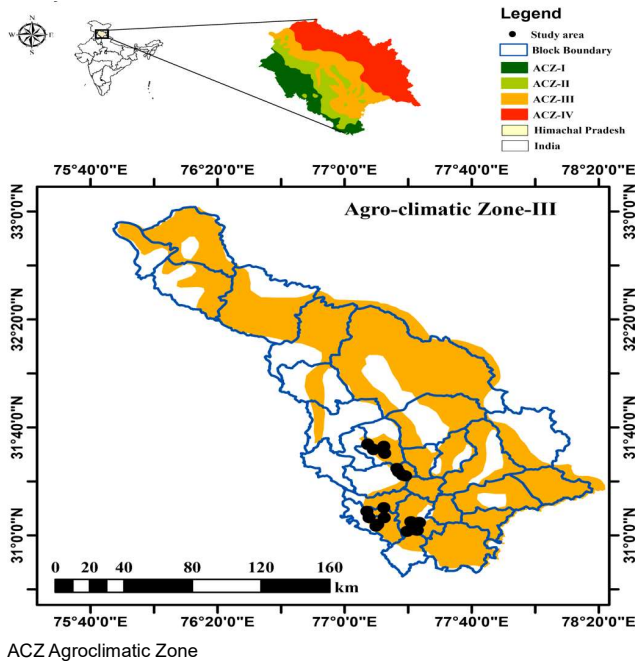 N
W E
S
Legend
Study area
Block Boundary
ACZ-I
ACZ-II
ACZ-III
ACZ-IV
Himachal Pradesh
India
75°40'0"E 76°20'0"E 77°0'0"E 77°40'0"E 78°20'0"E
Agro-climatic Zone-III
33°0'0"N 33°0'0"N
32°20'0"N 32°20'0"N
31°40'0"N 31°40'0"N
31°0'0"N 31°0'0"N
0 20 40 80 120 160
km
75°40'0"E 76°20'0"E 77°0'0"E 77°40'0"E 78°20'0"E
ACZ Agroclimatic Zone